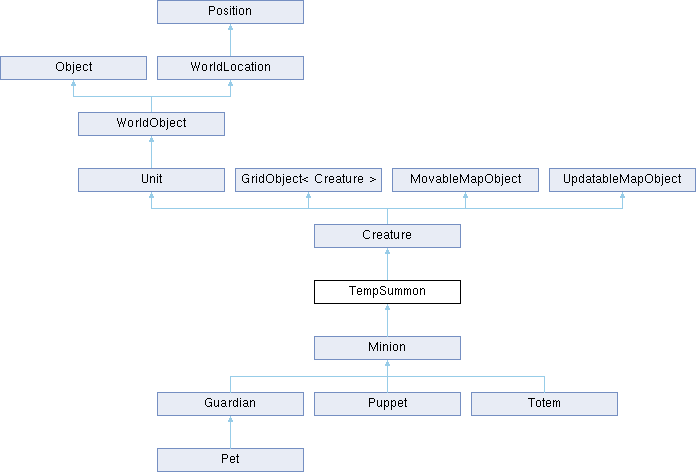 Position
Object
WorldLocation
WorldObject
Unit
GridObject< Creature >
MovableMapObject
UpdatableMapObject
Creature
TempSummon
Minion
Guardian
Puppet
Totem
Pet